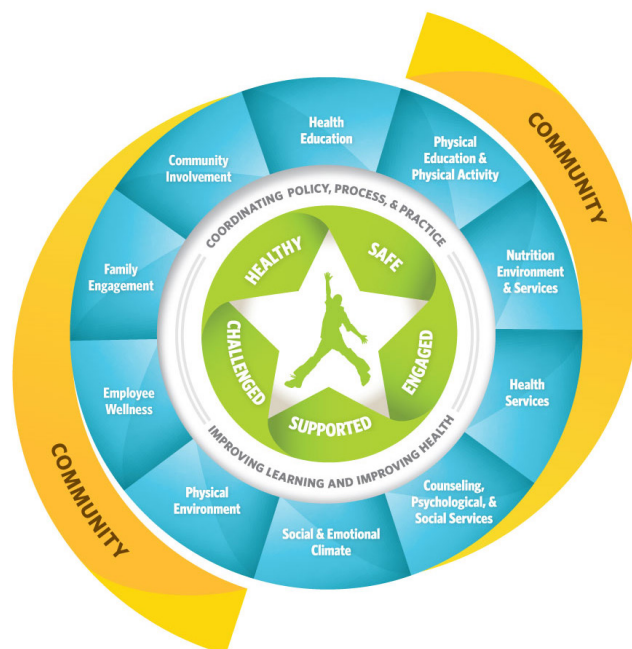 COMMUNITY
Health
Education
Physical
Education &
Physical Activity
Nutrition
Environment
& Services
Health
Services
Counseling,
Psychological, &
Social Services
Social & Emotional
Climate
Physical
Environment
Employee
Wellness
Family
Engagement
Community
Involvement
COORDINATING POLICY, PROCESS, & PRACTICE
IMPROVING LEARNING AND IMPROVING HEALTH
HEALTHY
SAFE
ENGAGED
SUPPORTED
CHALLENGED
COMMUNITY